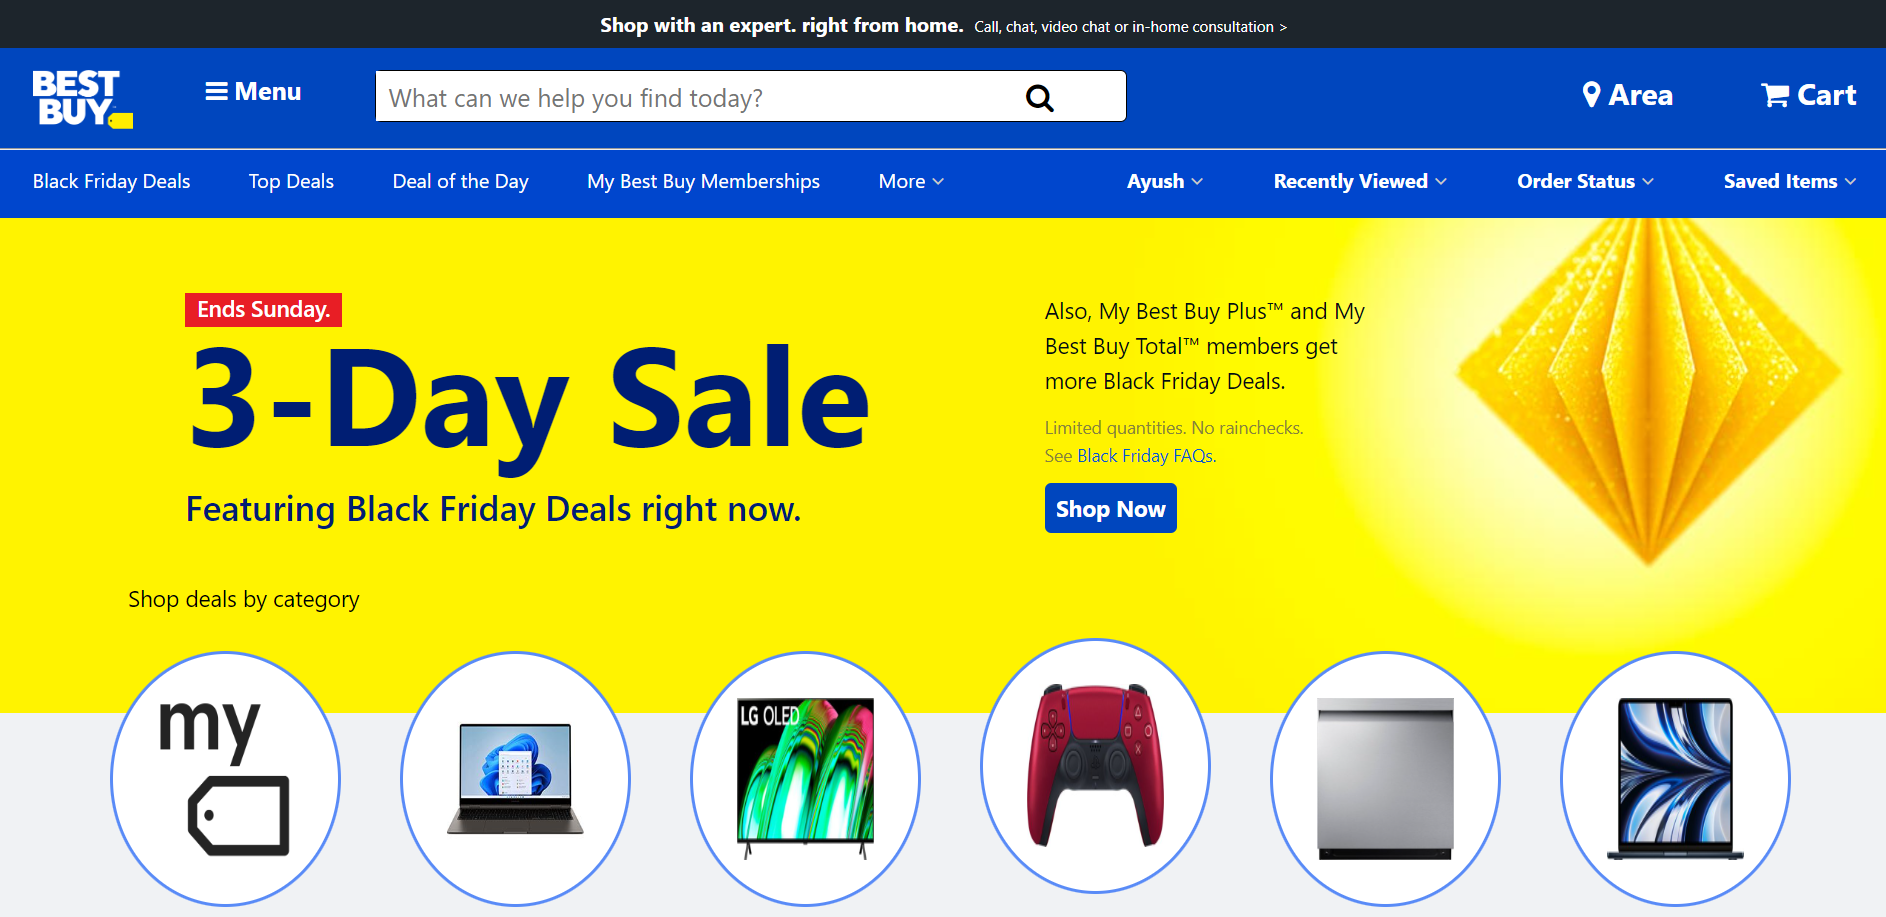 Shop with an expert. right from home. Call, chat, video chat or in-home consultation >
BEST
BUY
Menu
What can we help you find today?
Area
Cart
Black Friday Deals
Top Deals
Deal of the Day
My Best Buy Memberships
More
Ayush
Recently Viewed
Order Status
Saved Items
Ends Sunday.
3-Day Sale
Featuring Black Friday Deals right now.
Also, My Best Buy Plus™ and My
Best Buy Total™ members get
more Black Friday Deals.
Limited quantities. No rainchecks.
See Black Friday FAQs.
Shop Now
Shop deals by category
my
LG OLED